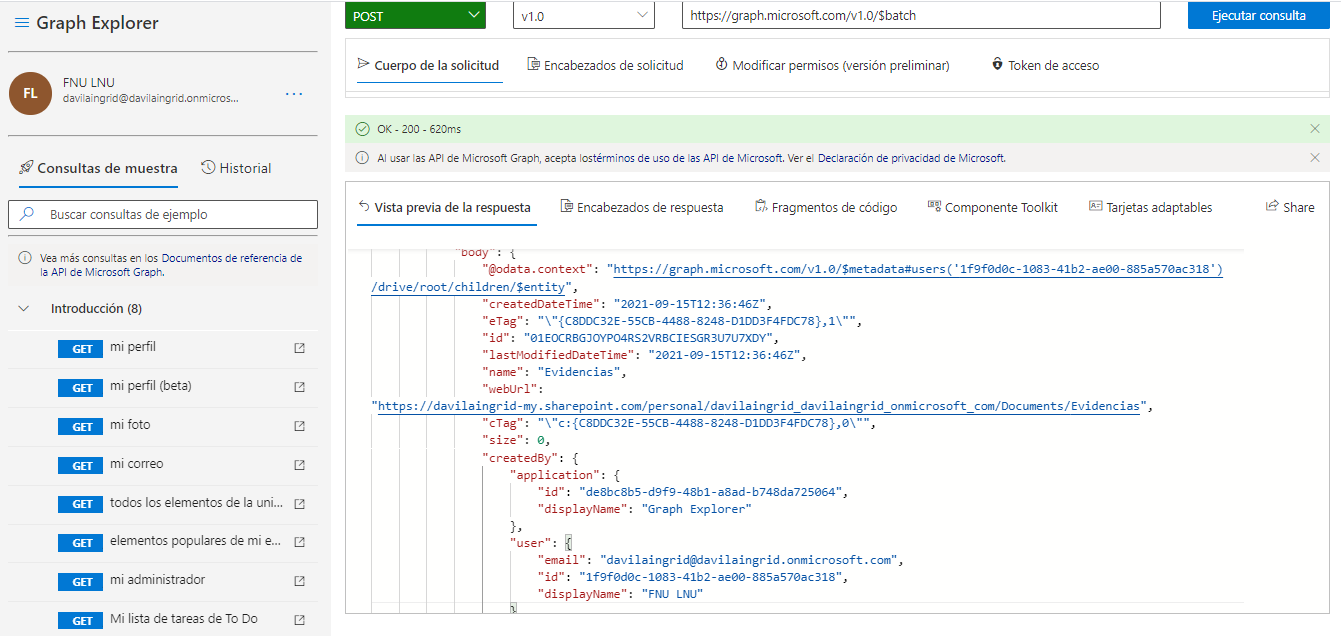 Graph Explorer
FL
FNU LNU
davilaingrid@davilaingrid.onmicros...
...
Consultas de muestra
Historial
Buscar consultas de ejemplo
Vea más consultas en los Documentos de referencia de
la API de Microsoft Graph.
Introducción (8)
GET mi perfil
GET mi perfil (beta)
GET mi foto
GET mi correo
GET todos los elementos de la uni...
GET elementos populares de mi e...
GET mi administrador
GET Mi lista de tareas de To Do
POST
v1.0
https://graph.microsoft.com/v1.0/$batch
Ejecutar consulta
Cuerpo de la solicitud
Encabezados de solicitud
Modificar permisos (versión preliminar)
Token de acceso
OK - 200 - 620ms
Al usar las API de Microsoft Graph, acepta lostérminos de uso de las API de Microsoft. Ver el Declaración de privacidad de Microsoft.
Vista previa de la respuesta
Encabezados de respuesta
Fragmentos de código
Componente Toolkit
Tarjetas adaptables
Share
"body": {
"@odata.context": "https://graph.microsoft.com/v1.0/$metadata#users('1f9f0d0c-1083-41b2-ae00-885a570ac318')
/drive/root/children/$entity",
"createdDateTime": "2021-09-15T12:36:46Z",
"eTag": "\"{C8DDC32E-55CB-4488-8248-D1DD3F4FDC78},1\"",
"id": "01EOCRBGJOYPO4RS2VRBCIESGR3U7U7XDY",
"lastModifiedDateTime": "2021-09-15T12:36:46Z",
"name": "Evidencias",
"webUrl":
"https://davilaingrid-my.sharepoint.com/personal/davilaingrid_davilaingrid_onmicrosoft_com/Documents/Evidencias",
"cTag": "\"c:{C8DDC32E-55CB-4488-8248-D1DD3F4FDC78},0\"",
"size": 0,
"createdBy": {
"application": {
"id": "de8bc8b5-d9f9-48b1-a8ad-b748da725064",
"displayName": "Graph Explorer"
},
"user": {
"email": "davilaingrid@davilaingrid.onmicrosoft.com",
"id": "1f9f0d0c-1083-41b2-ae00-885a570ac318",
"displayName": "FNU LNU"
}